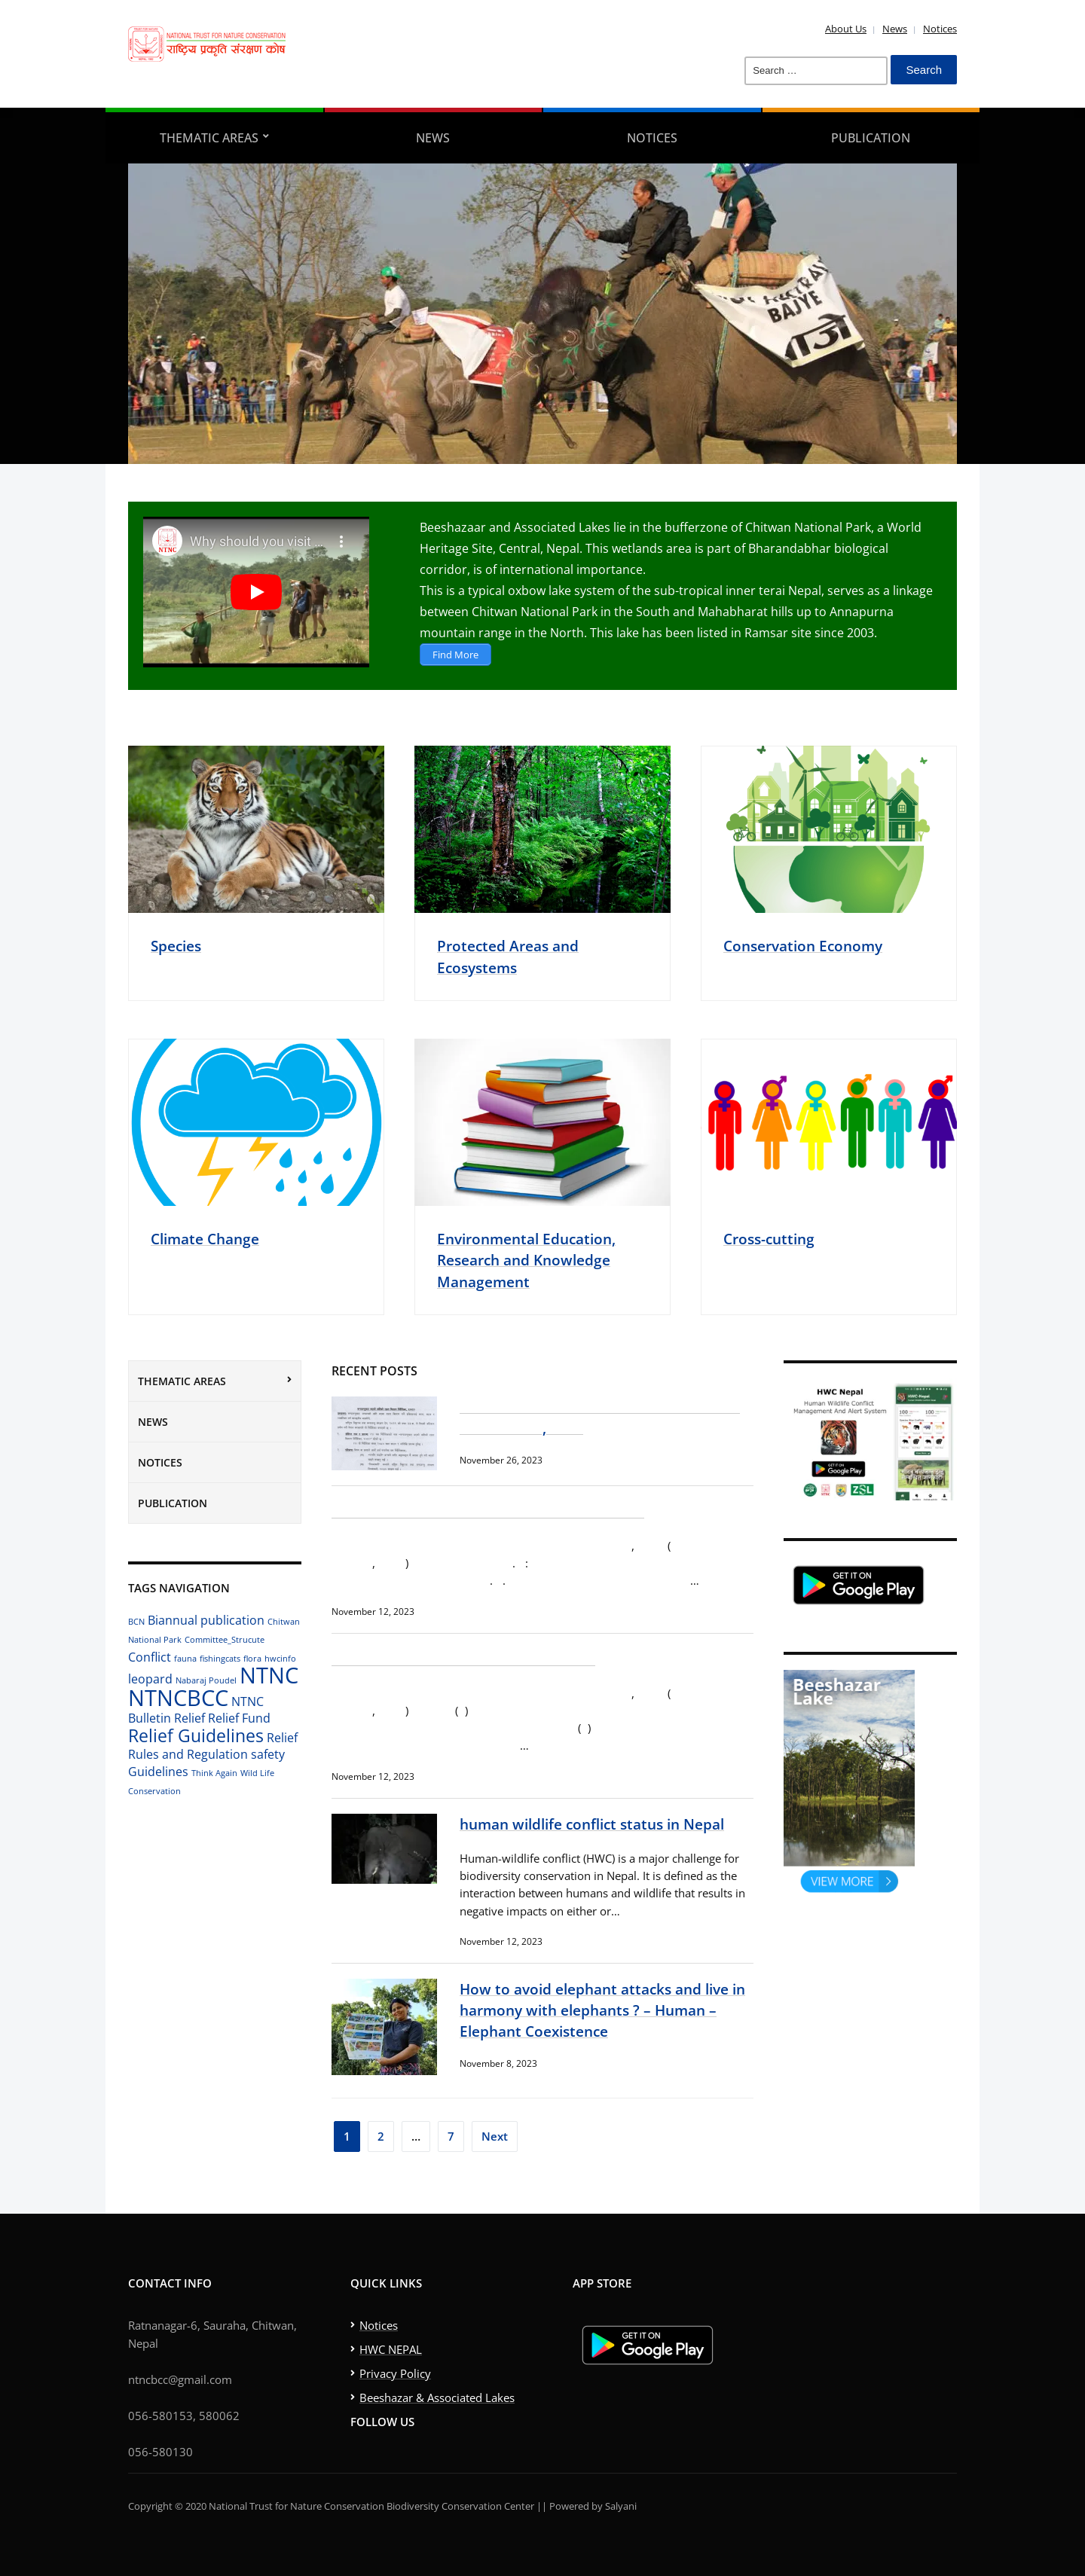 NATIONAL TRUST FOR NATURE CONSERVATION
राष्ट्रिय प्रकृति संरक्षण कोष
About Us
News
Notices
Search …
Search
THEMATIC AREAS
NEWS
NOTICES
PUBLICATION
BAJYE
NTNC
Why should you visit ...
Beeshazaar and Associated Lakes lie in the bufferzone of Chitwan National Park, a World
Heritage Site, Central, Nepal. This wetlands area is part of Bharandabhar biological
corridor, is of international importance.
This is a typical oxbow lake system of the sub-tropical inner terai Nepal, serves as a linkage
between Chitwan National Park in the South and Mahabharat hills up to Annapurna
mountain range in the North. This lake has been listed in Ramsar site since 2003.
Find More
Species
Protected Areas and
Ecosystems
Conservation Economy
Climate Change
Environmental Education,
Research and Knowledge
Management
Cross-cutting
THEMATIC AREAS
NEWS
NOTICES
PUBLICATION
TAGS NAVIGATION
BCN Biannual publication Chitwan
National Park Committee_Strucute
Conflict fauna fishingcats flora hwcinfo
leopard Nabaraj Poudel NTNC
NTNCBCC NTNC
Bulletin Relief Relief Fund
Relief Guidelines Relief
Rules and Regulation safety
Guidelines Think Again Wild Life
Conservation
RECENT POSTS
,
November 26, 2023
, (
, ) . :
. . …
November 12, 2023
, (
, ) ( )
( )
…
November 12, 2023
human wildlife conflict status in Nepal
Human-wildlife conflict (HWC) is a major challenge for
biodiversity conservation in Nepal. It is defined as the
interaction between humans and wildlife that results in
negative impacts on either or…
November 12, 2023
How to avoid elephant attacks and live in
harmony with elephants ? – Human –
Elephant Coexistence
November 8, 2023
1 2 … 7 Next
HWC Nepal
Human Wildlife Conflict
Management And Alert System
GET IT ON
Google Play
ZSL
GET IT ON
Google Play
Beeshazar
Lake
VIEW MORE
CONTACT INFO
Ratnanagar-6, Sauraha, Chitwan,
Nepal
ntncbcc@gmail.com
056-580153, 580062
056-580130
QUICK LINKS
Notices
HWC NEPAL
Privacy Policy
Beeshazar & Associated Lakes
FOLLOW US
APP STORE
GET IT ON
Google Play
Copyright © 2020 National Trust for Nature Conservation Biodiversity Conservation Center || Powered by Salyani